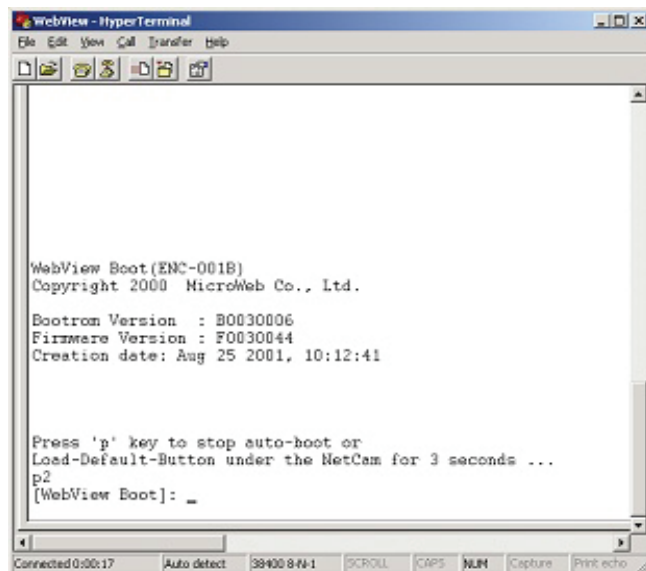 WebView - HyperTerminal
File Edit View Call Transfer Help
WebView Boot(ENC-001B)
Copyright 2000 MicroWeb Co., Ltd.
Bootrom Version : B0030006
Firmware Version : F0030044
Creation date: Aug 25 2001, 10:12:41
Press 'p' key to stop auto-boot or
Load-Default-Button under the NetCam for 3 seconds ...
p2
[WebView Boot]: _
Connected 0:00:17 Auto detect 38400 8-N-1 SCROLL CAPS NUM Capture Print echo